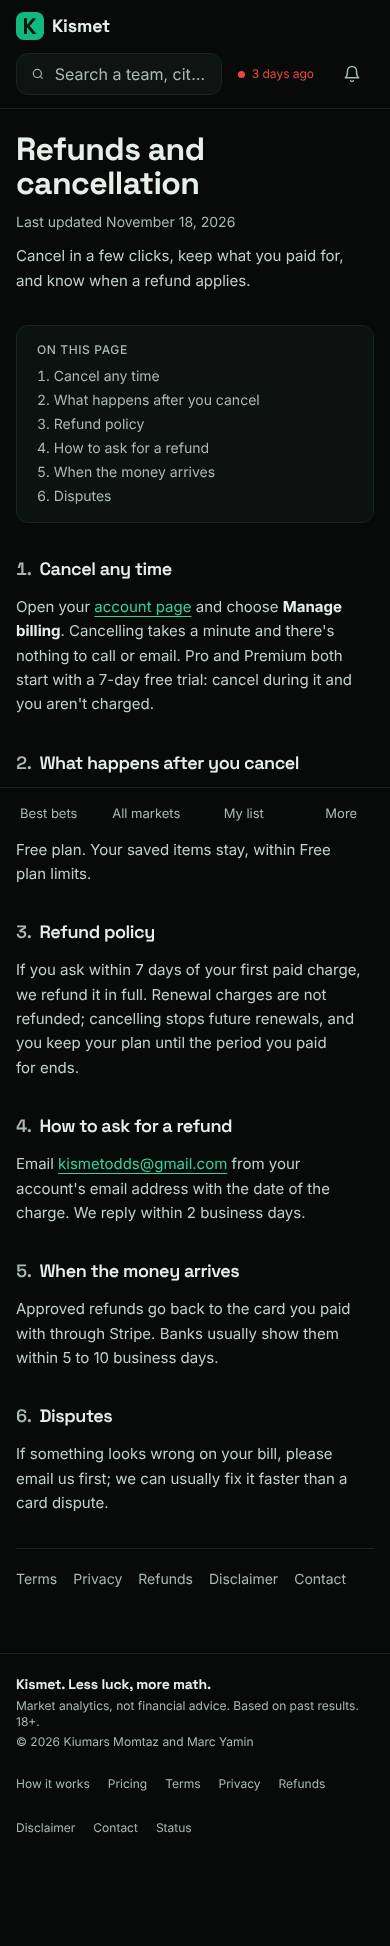 Kismet
Search a team, cit...
3 days ago
Refunds and
cancellation
Last updated November 18, 2026
Cancel in a few clicks, keep what you paid for,
and know when a refund applies.
ON THIS PAGE
1. Cancel any time
2. What happens after you cancel
3. Refund policy
4. How to ask for a refund
5. When the money arrives
6. Disputes
1. Cancel any time
Open your account page and choose Manage
billing. Cancelling takes a minute and there's
nothing to call or email. Pro and Premium both
start with a 7-day free trial: cancel during it and
you aren't charged.
2. What happens after you cancel
Best bets All markets My list More
Free plan. Your saved items stay, within Free
plan limits.
3. Refund policy
If you ask within 7 days of your first paid charge,
we refund it in full. Renewal charges are not
refunded; cancelling stops future renewals, and
you keep your plan until the period you paid
for ends.
4. How to ask for a refund
Email kismetodds@gmail.com from your
account's email address with the date of the
charge. We reply within 2 business days.
5. When the money arrives
Approved refunds go back to the card you paid
with through Stripe. Banks usually show them
within 5 to 10 business days.
6. Disputes
If something looks wrong on your bill, please
email us first; we can usually fix it faster than a
card dispute.
Terms Privacy Refunds Disclaimer Contact
Kismet. Less luck, more math.
Market analytics, not financial advice. Based on past results.
18+.
© 2026 Kiumars Momtaz and Marc Yamin
How it works Pricing Terms Privacy Refunds
Disclaimer Contact Status